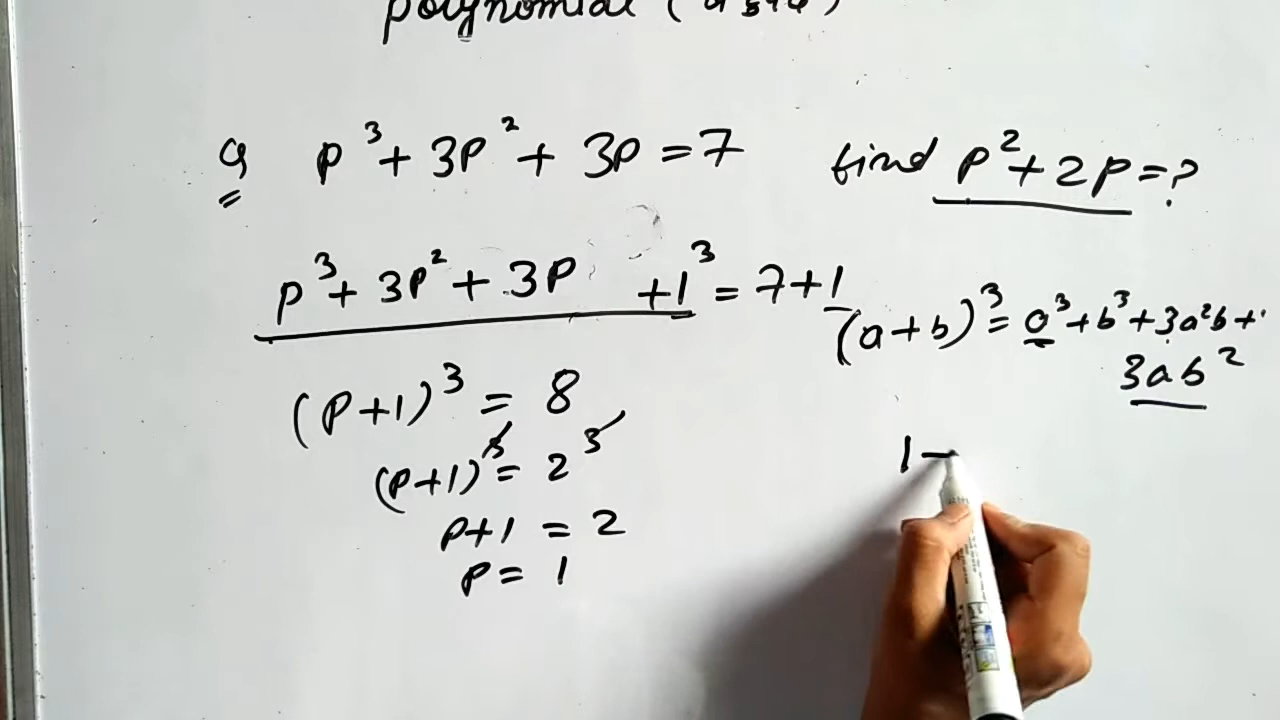 polynomial (
Q p³ + 3p² + 3p = 7 find p² + 2p = ?
p³ + 3p² + 3p + 1³ = 7 + 1
(a + b)³ = a³ + b³ + 3a²b +
3ab²
(p+1)³ = 8
(p+1)³ = 2³
p+1 = 2
p = 1
1